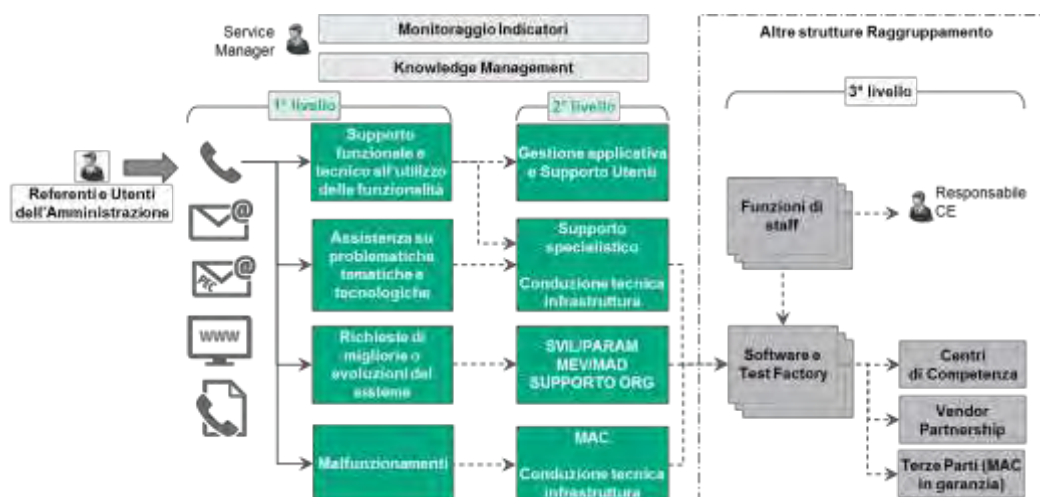 Service
Manager
Monitoraggio Indicatori
Knowledge Management
Altre strutture Raggruppamento
1° livello
2° livello
3° livello
Referenti e Utenti
dell'Amministrazione
@
@
PEC
WWW
Supporto
funzionale e
tecnico all'utilizzo
delle funzionalità
Assistenza su
problematiche
tematiche e
tecnologiche
Richieste di
migliorie o
evoluzioni del
sistema
Malfunzionamenti
Gestione applicativa
e Supporto Utenti
Supporto
specialistico
Conduzione tecnica
infrastruttura
SVIL/PARAM
MEV/MAD
SUPPORTO ORG
MAC
Conduzione tecnica
infrastruttura
Funzioni di
staff
Responsabile
CE
Software e
Test Factory
Centri
di Competenza
Vendor
Partnership
Terze Parti (MAC
in garanzia)